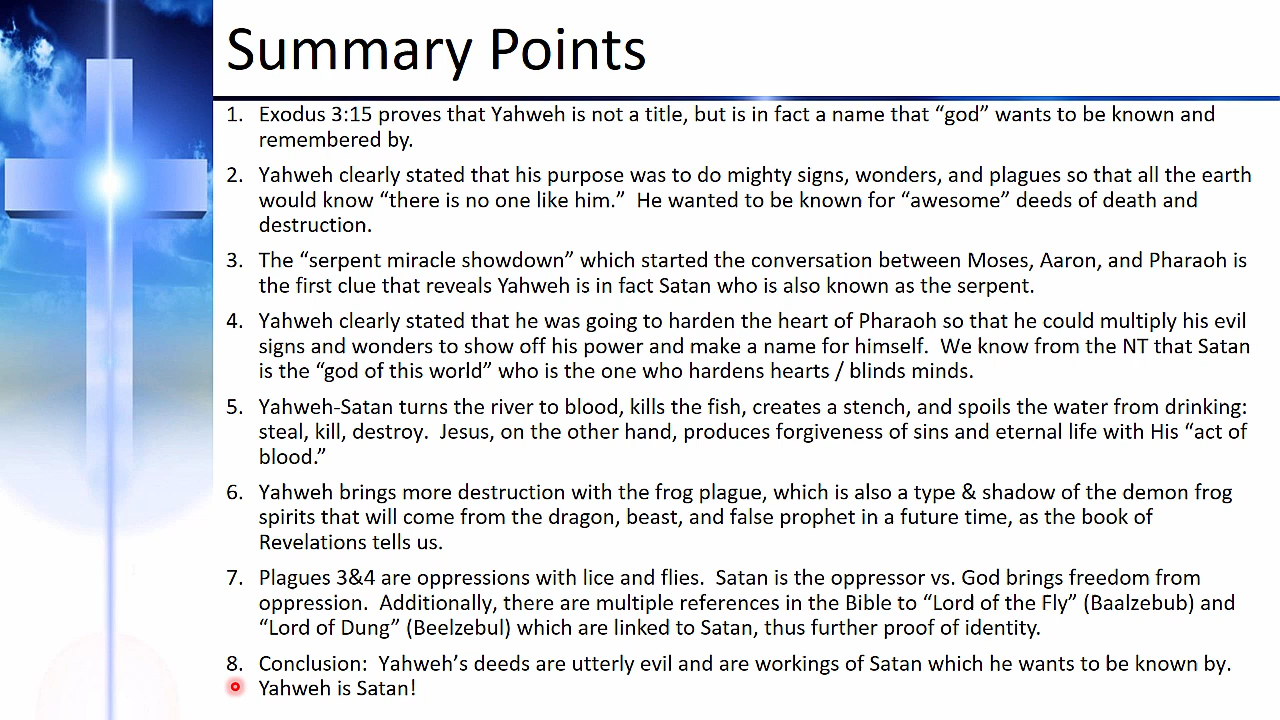 Summary Points
1. Exodus 3:15 proves that Yahweh is not a title, but is in fact a name that “god” wants to be known and
remembered by.
2. Yahweh clearly stated that his purpose was to do mighty signs, wonders, and plagues so that all the earth
would know “there is no one like him.”  He wanted to be known for “awesome” deeds of death and
destruction.
3. The “serpent miracle showdown” which started the conversation between Moses, Aaron, and Pharaoh is
the first clue that reveals Yahweh is in fact Satan who is also known as the serpent.
4. Yahweh clearly stated that he was going to harden the heart of Pharaoh so that he could multiply his evil
signs and wonders to show off his power and make a name for himself.  We know from the NT that Satan
is the “god of this world” who is the one who hardens hearts / blinds minds.
5. Yahweh-Satan turns the river to blood, kills the fish, creates a stench, and spoils the water from drinking:
steal, kill, destroy.  Jesus, on the other hand, produces forgiveness of sins and eternal life with His “act of
blood.”
6. Yahweh brings more destruction with the frog plague, which is also a type & shadow of the demon frog
spirits that will come from the dragon, beast, and false prophet in a future time, as the book of
Revelations tells us.
7. Plagues 3&4 are oppressions with lice and flies.  Satan is the oppressor vs. God brings freedom from
oppression.  Additionally, there are multiple references in the Bible to “Lord of the Fly” (Baalzebub) and
“Lord of Dung” (Beelzebul) which are linked to Satan, thus further proof of identity.
8. Conclusion:  Yahweh’s deeds are utterly evil and are workings of Satan which he wants to be known by.
Yahweh is Satan!